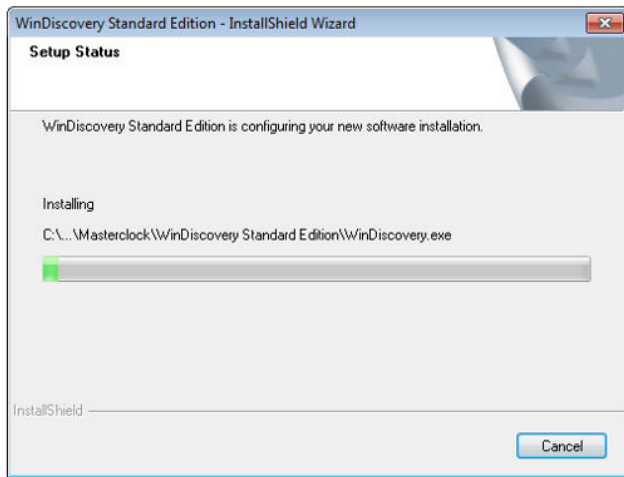 WinDiscovery Standard Edition - InstallShield Wizard
Setup Status
WinDiscovery Standard Edition is configuring your new software installation.
Installing
C:\...\Masterclock\WinDiscovery Standard Edition\WinDiscovery.exe
InstallShield
Cancel